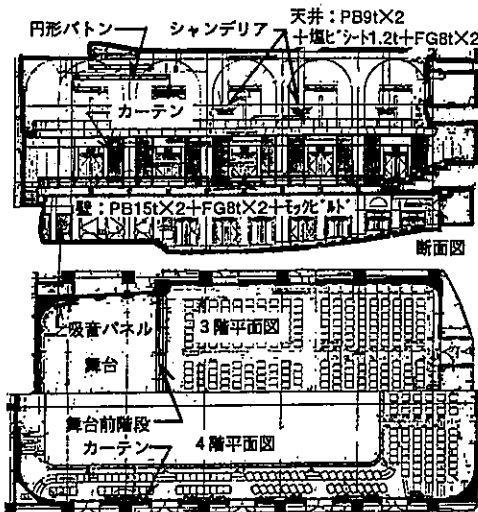 天井：PB9t×2
円形バトン シャンデリア ＋塩ビシート1.2t＋FG8t×2
カーテン
壁：PB15t×2＋FG8t×2＋モックビルド
断面図
吸音パネル 3階平面図
舞台
舞台前階段
カーテン 4階平面図